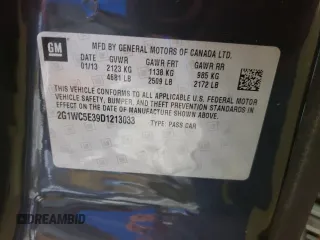 GM
MFD BY GENERAL MOTORS OF CANADA LTD.
DATE GVWR GAWR FRT GAWR RR
01/13 2123 KG 1138 KG 985 KG
4681 LB 2509 LB 2172 LB
THIS VEHICLE CONFORMS TO ALL APPLICABLE U.S. FEDERAL MOTOR
VEHICLE SAFETY, BUMPER, AND THEFT PREVENTION STANDARDS IN
EFFECT ON THE DATE OF MANUFACTURE SHOWN ABOVE.
2G1WC5E39D1213033 TYPE: PASS CAR
DREAMBID